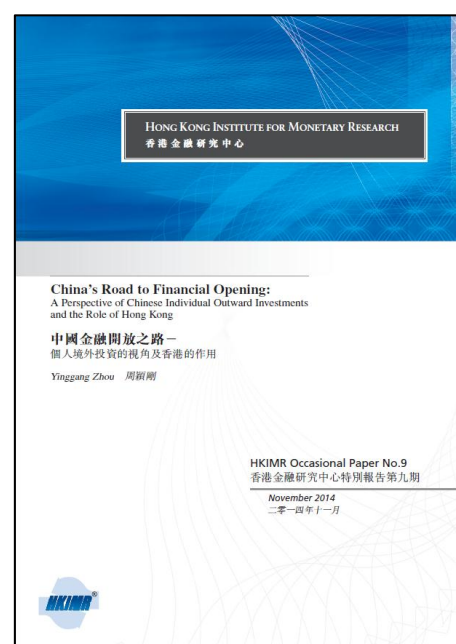 HONG KONG INSTITUTE FOR MONETARY RESEARCH
香港金融研究中心
China's Road to Financial Opening:
A Perspective of Chinese Individual Outward Investments
and the Role of Hong Kong
中國金融開放之路－
個人境外投資的視角及香港的作用
Yinggang Zhou 周穎剛
HKIMR Occasional Paper No.9
香港金融研究中心特別報告第九期
November 2014
二零一四年十一月
HKIMR®